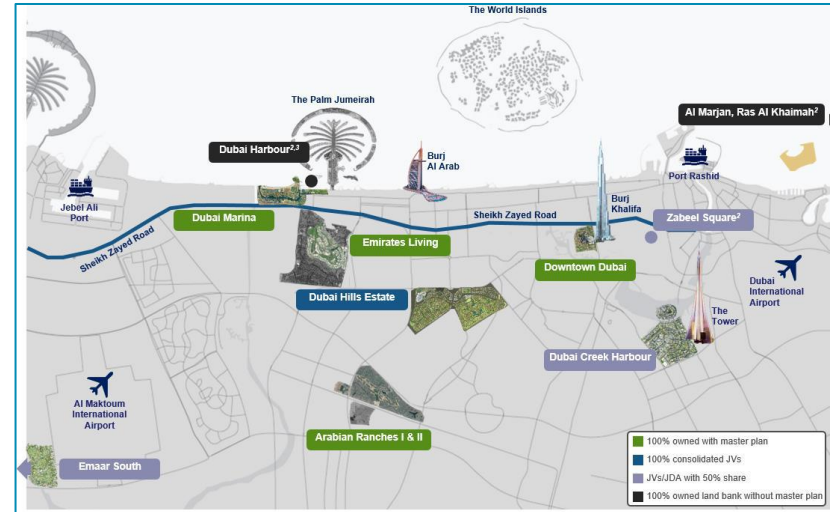 The World Islands
The Palm Jumeirah
Al Marjan, Ras Al Khaimah2
Dubai Harbour2,3
Burj
Al Arab
Port Rashid
Jebel Ali
Port
Dubai Marina
Sheikh Zayed Road
Burj
Khalifa
Zabeel Square2
Sheikh Zayed Road
Emirates Living
Downtown Dubai
Dubai
International
Airport
Dubai Hills Estate
The
Tower
Dubai Creek Harbour
Al Maktoum
International
Airport
Arabian Ranches I & II
Emaar South
100% owned with master plan
100% consolidated JVs
JVs/JDA with 50% share
100% owned land bank without master plan